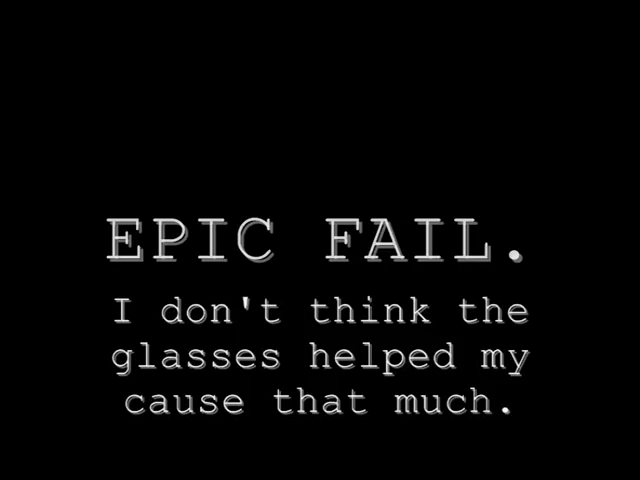 EPIC FAIL.
I don't think the
glasses helped my
cause that much.